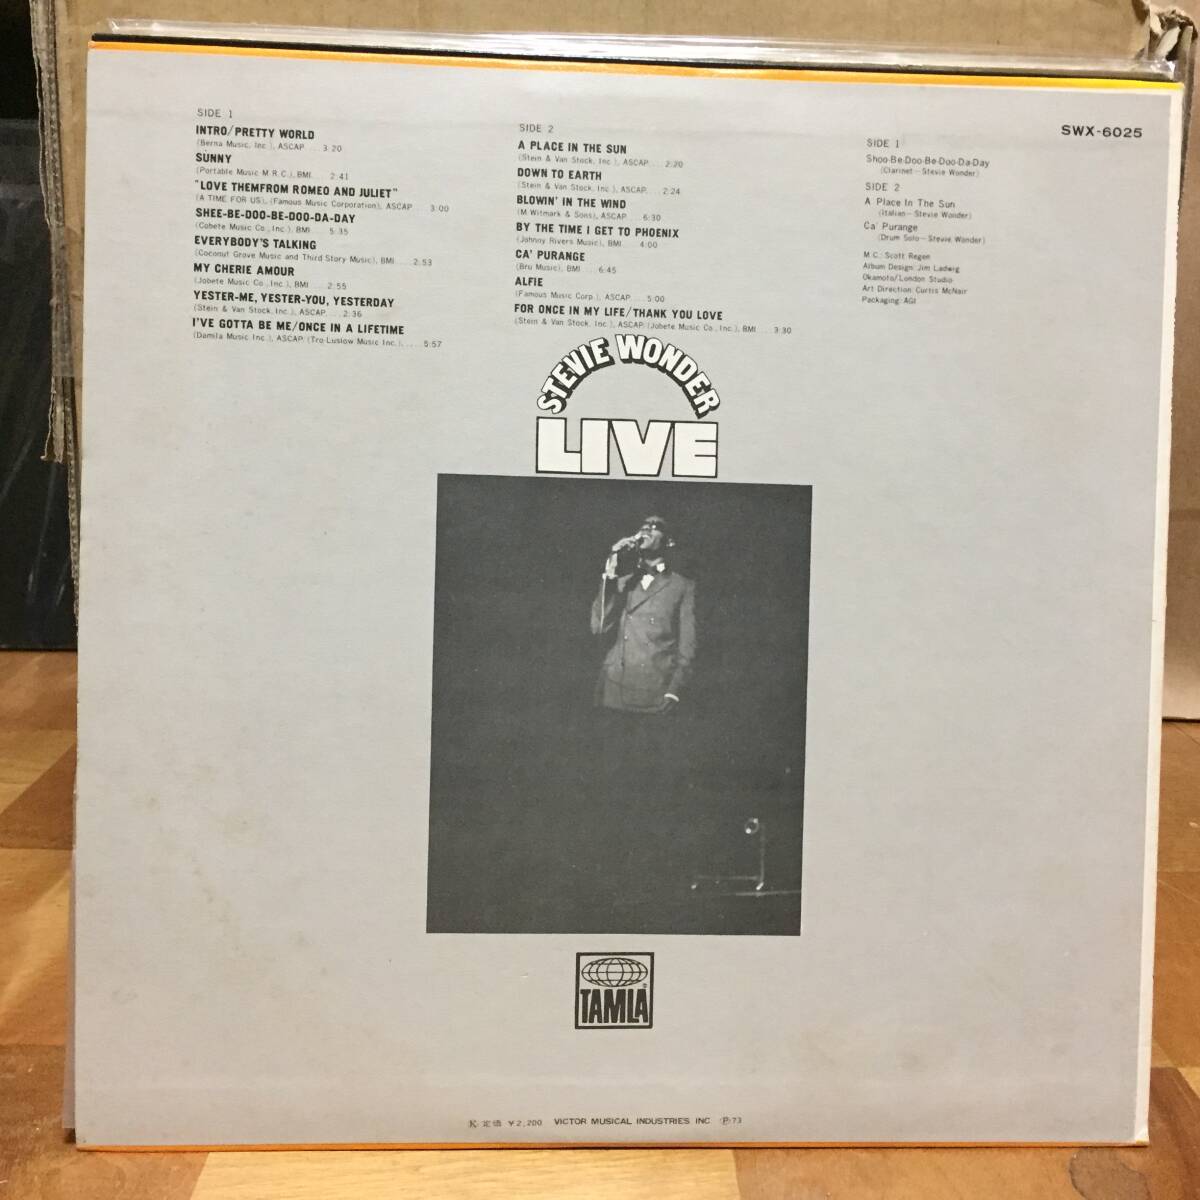 SIDE 1
INTRO/PRETTY WORLD
(Berna Music, Inc.), ASCAP.... 3:20
SUNNY
(Portable Music M.R.C.), BMI.... 2:41
"LOVE THEMFROM ROMEO AND JULIET"
(A TIME FOR US), (Famous Music Corporation), ASCAP.... 3:00
SHEE-BE-DOO-BE-DOO-DA-DAY
(Cobete Music Co., Inc.), BMI.... 5:35
EVERYBODY'S TALKING
(Coconut Grove Music and Third Story Music), BMI.... 2:53
MY CHERIE AMOUR
(Jobete Music Co., Inc.), BMI.... 2:55
YESTER-ME, YESTER-YOU, YESTERDAY
(Stein & Van Stock, Inc.), ASCAP.... 2:36
I'VE GOTTA BE ME/ONCE IN A LIFETIME
(Damila Music Inc.), ASCAP (Tro-Luslow Music Inc.),.... 5:57
SIDE 2
A PLACE IN THE SUN
(Stein & Van Stock, Inc.), ASCAP.... 2:20
DOWN TO EARTH
(Stein & Van Stock, Inc.), ASCAP.... 2:24
BLOWIN' IN THE WIND
(M. Witmark & Sons), ASCAP.... 6:30
BY THE TIME I GET TO PHOENIX
(Johnny Rivers Music), BMI.... 4:00
CA' PURANGE
(Bru Music), BMI.... 6:45
ALFIE
(Famous Music Corp.), ASCAP.... 5:00
FOR ONCE IN MY LIFE/THANK YOU LOVE
(Stein & Van Stock, Inc.), ASCAP (Jobete Music Co., Inc.), BMI.... 3:30
SWX-6025
SIDE 1
Shoo-Be-Doo-Be-Doo-Da-Day
(Clarinet—Stevie Wonder)
SIDE 2
A Place In The Sun
(Italian—Stevie Wonder)
Ca' Purange
(Drum Solo—Stevie Wonder)
M.C.: Scott Regen
Album Design: Jim Ladwig
Okamoto/London Studio
Art Direction: Curtis McNair
Packaging: AGI
STEVIE WONDER
LIVE
TAMLA
®
K 定価 ¥2,200 VICTOR MUSICAL INDUSTRIES INC Ⓟ73